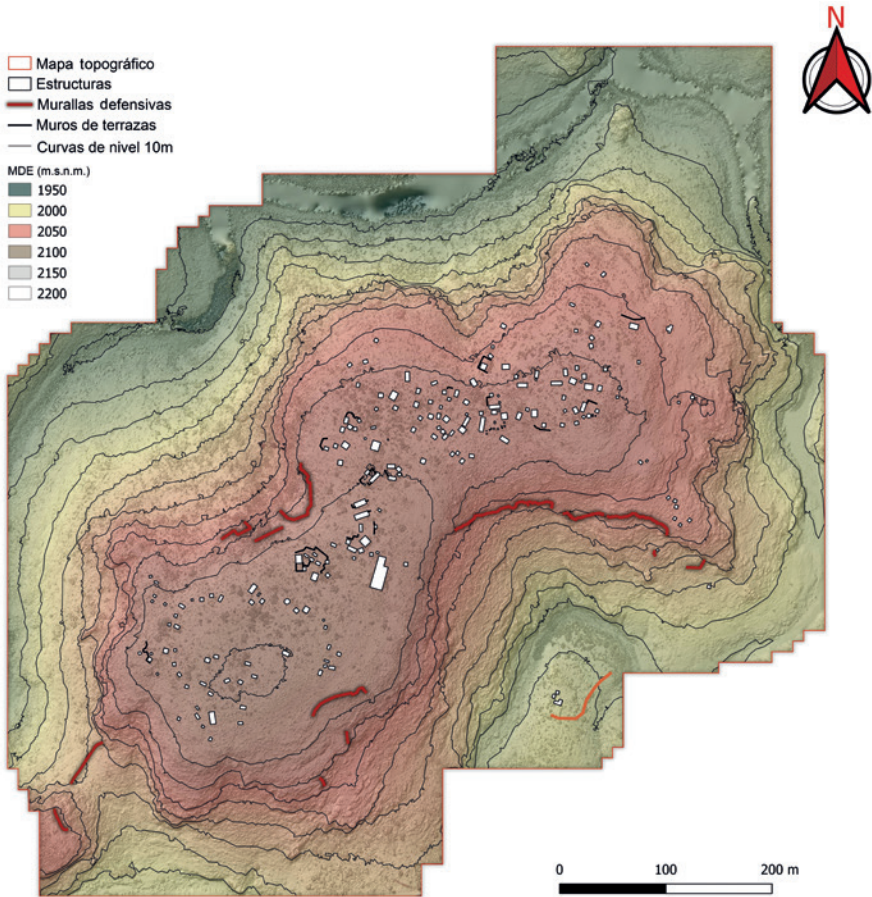 N
Mapa topográfico
Estructuras
Murallas defensivas
Muros de terrazas
Curvas de nivel 10m
MDE (m.s.n.m.)
1950
2000
2050
2100
2150
2200
0 100 200 m